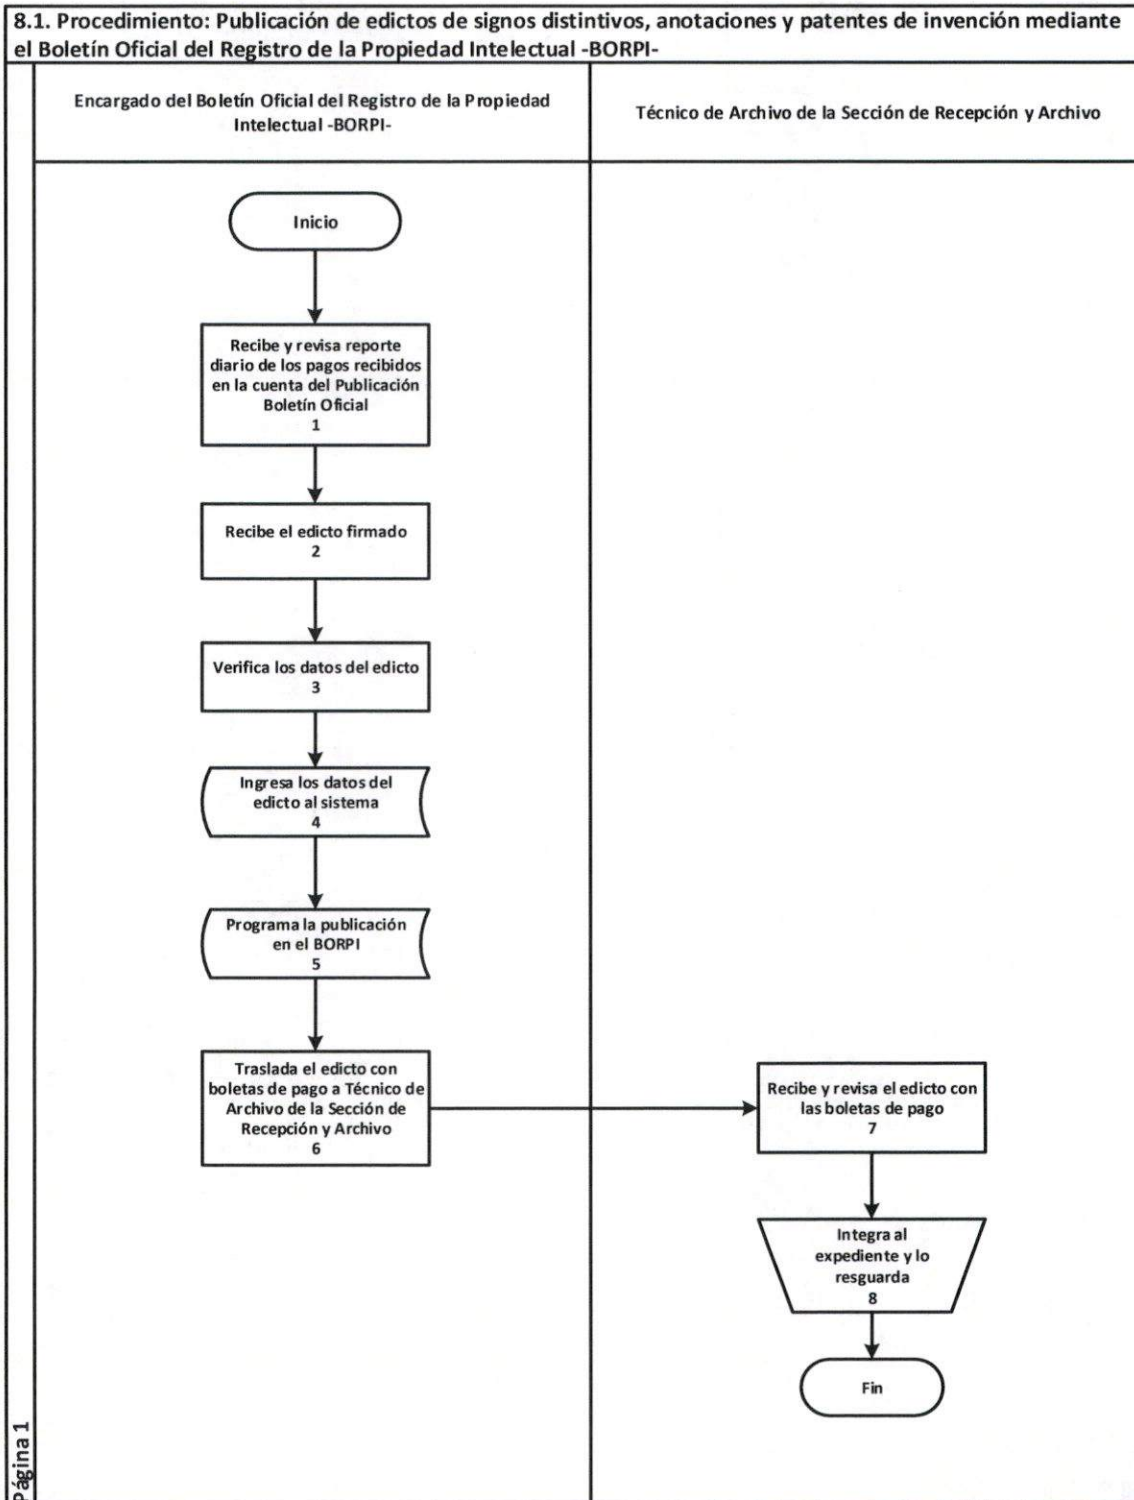 8.1. Procedimiento: Publicación de edictos de signos distintivos, anotaciones y patentes de invención mediante
el Boletín Oficial del Registro de la Propiedad Intelectual -BORPI-
Encargado del Boletín Oficial del Registro de la Propiedad
Intelectual -BORPI-
Técnico de Archivo de la Sección de Recepción y Archivo
Inicio
Recibe y revisa reporte
diario de los pagos recibidos
en la cuenta del Publicación
Boletín Oficial
1
Recibe el edicto firmado
2
Verifica los datos del edicto
3
Ingresa los datos del
edicto al sistema
4
Programa la publicación
en el BORPI
5
Traslada el edicto con
boletas de pago a Técnico de
Archivo de la Sección de
Recepción y Archivo
6
Recibe y revisa el edicto con
las boletas de pago
7
Integra al
expediente y lo
resguarda
8
Fin
Página 1